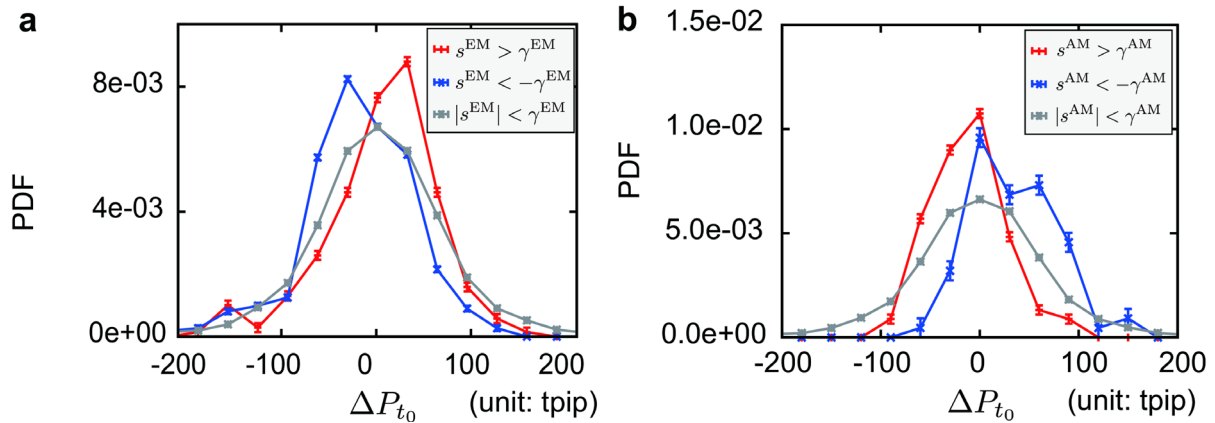 a
PDF
8e-03
4e-03
0e+00
s^EM > γ^EM
s^EM < −γ^EM
|s^EM| < γ^EM
-200 -100 0 100 200
ΔP_t₀ (unit: tpip)
b
PDF
1.5e-02
1.0e-02
5.0e-03
0.0e+00
s^AM > γ^AM
s^AM < −γ^AM
|s^AM| < γ^AM
-200 -100 0 100 200
ΔP_t₀ (unit: tpip)